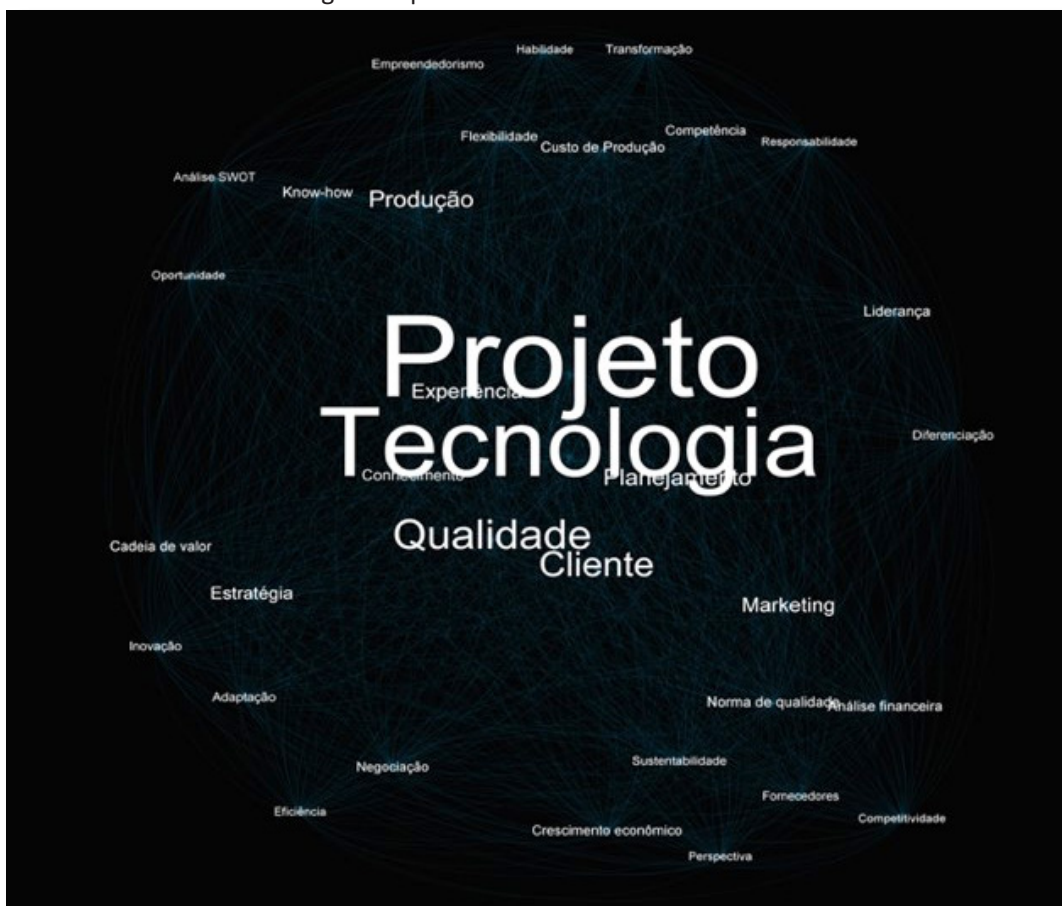 Habilidade
Transformação
Empreendedorismo
Flexibilidade
Custo de Produção
Competência
Responsabilidade
Análise SWOT
Know-how
Produção
Oportunidade
Liderança
Projeto
Experiência
Tecnologia
Diferenciação
Conhecimento
Planejamento
Qualidade
Cliente
Cadeia de valor
Estratégia
Marketing
Inovação
Adaptação
Norma de qualidade
Análise financeira
Negociação
Sustentabilidade
Fornecedores
Eficiência
Competitividade
Crescimento econômico
Perspectiva